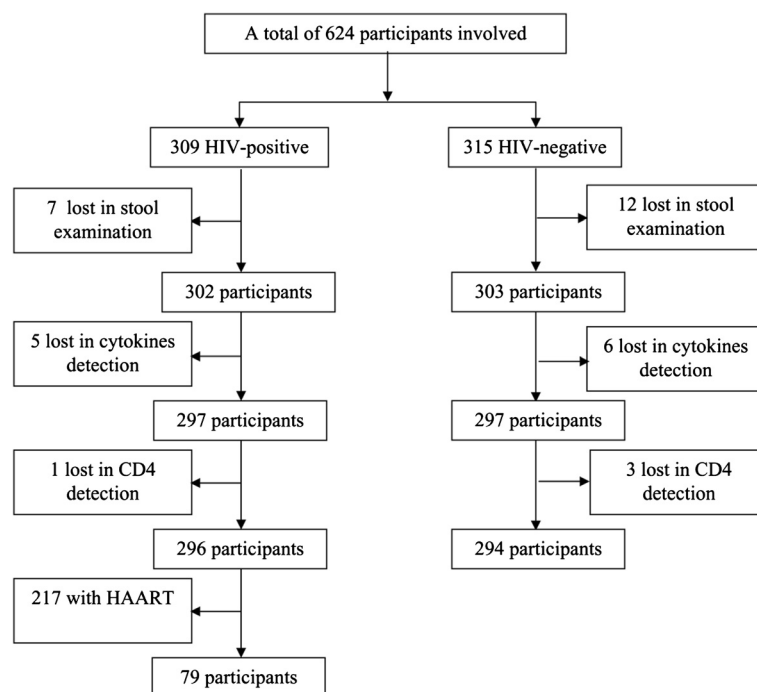 A total of 624 participants involved
309 HIV-positive
315 HIV-negative
7 lost in stool
examination
12 lost in stool
examination
302 participants
303 participants
5 lost in cytokines
detection
6 lost in cytokines
detection
297 participants
297 participants
1 lost in CD4
detection
3 lost in CD4
detection
296 participants
294 participants
217 with HAART
79 participants